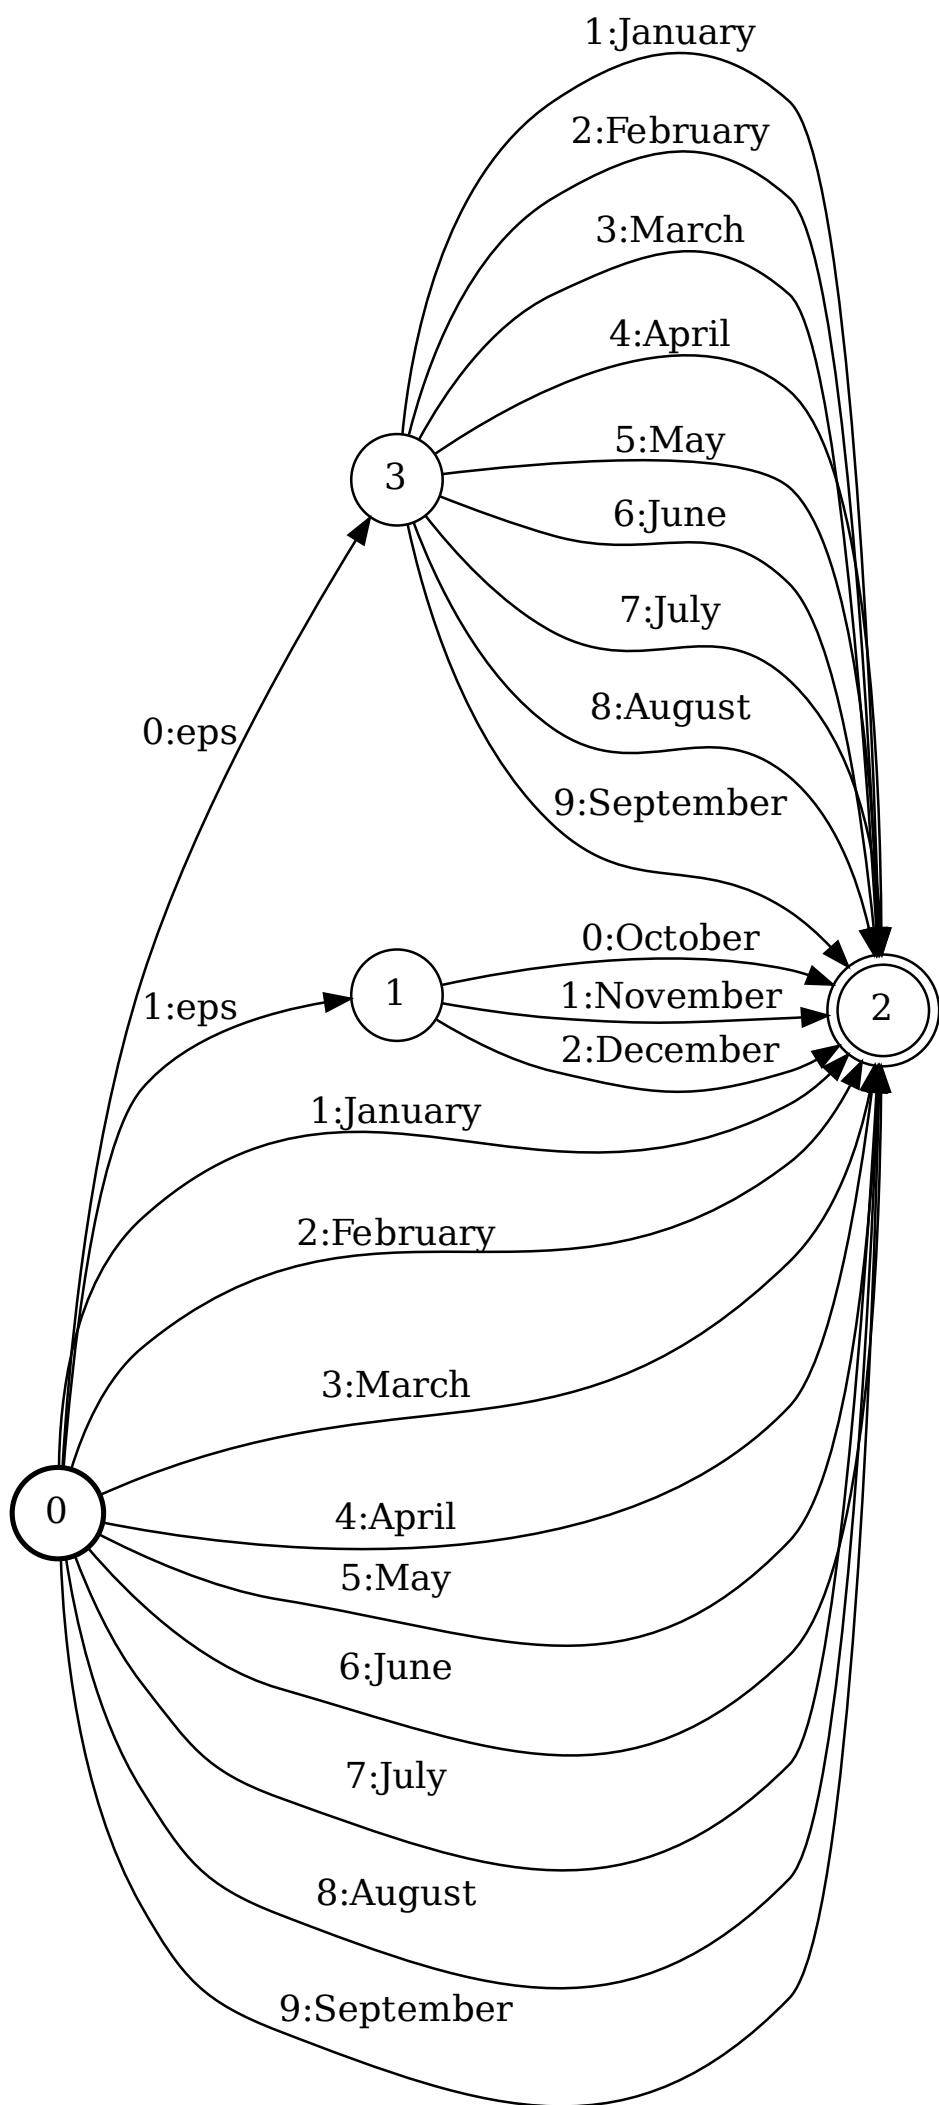 1:January
2:February
3:March
4:April
5:May
3
6:June
7:July
8:August
0:eps
9:September
0:October
1
1:eps
1:November
2
2:December
1:January
2:February
3:March
0
4:April
5:May
6:June
7:July
8:August
9:September